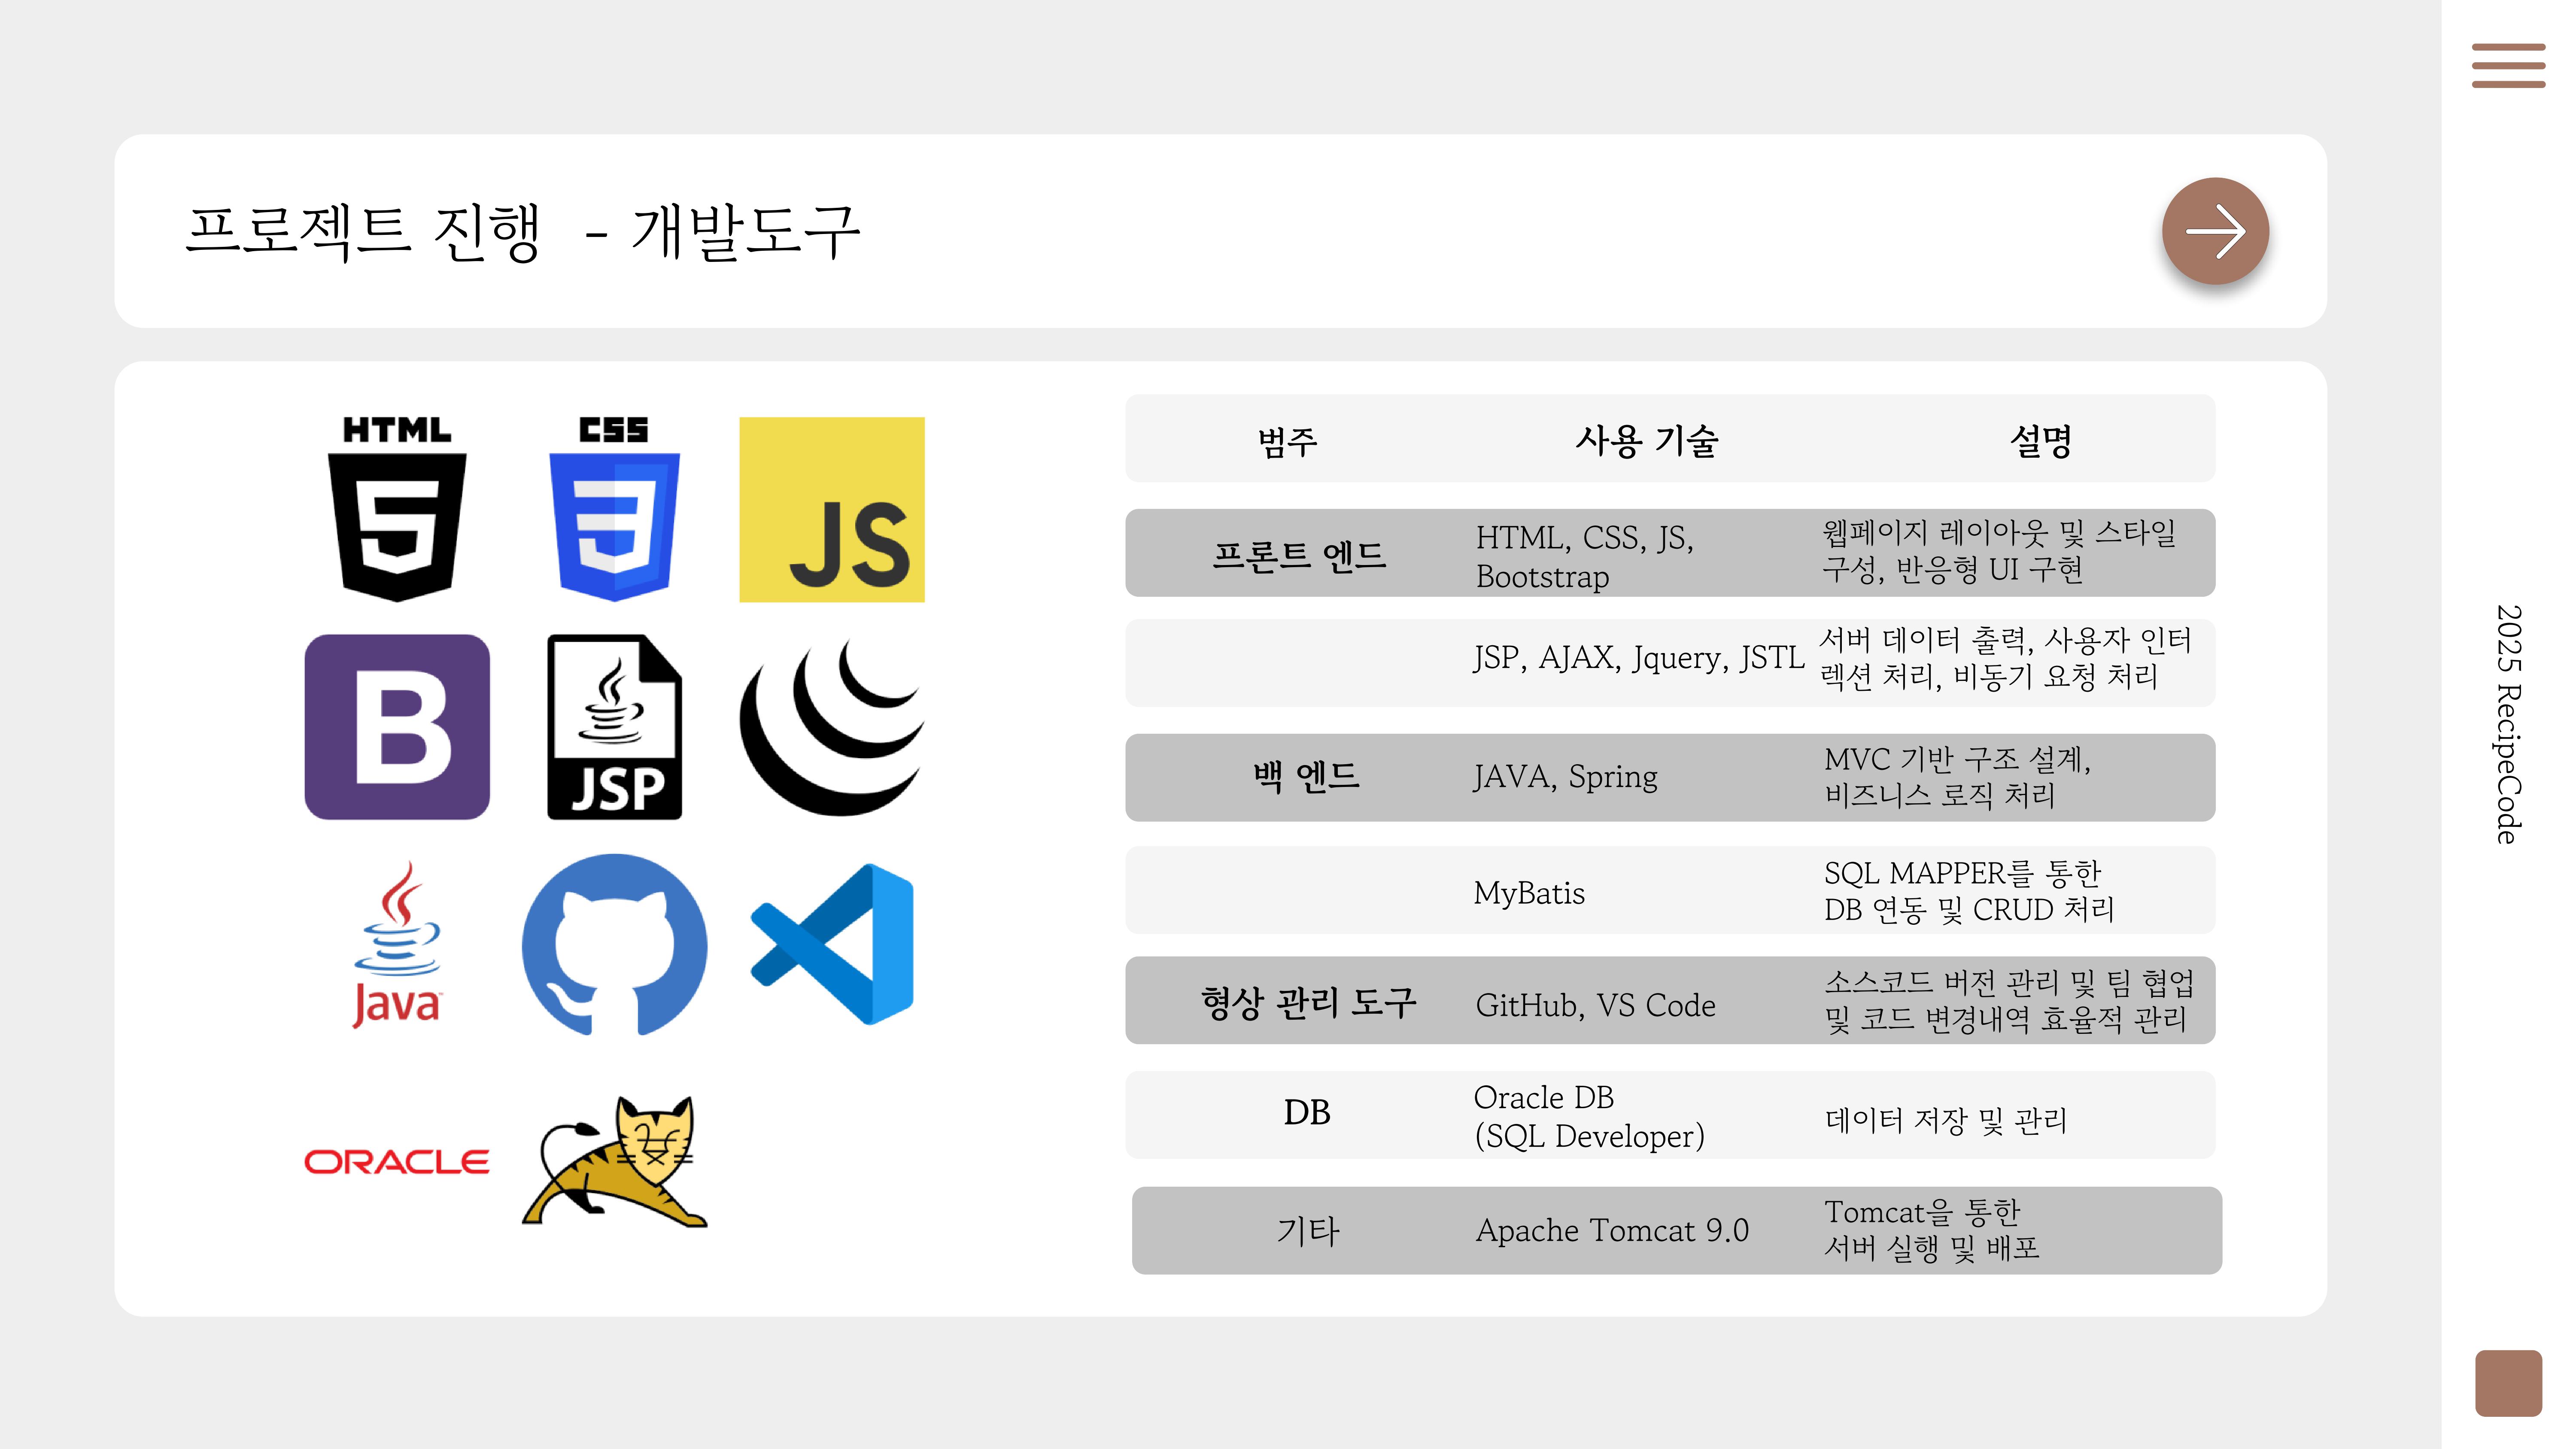 프로젝트 진행 - 개발도구
HTML
5
CSS
3
JS
B
JSP
Java
ORACLE
범주 사용 기술 설명
프론트 엔드
HTML, CSS, JS,
Bootstrap
웹페이지 레이아웃 및 스타일
구성, 반응형 UI 구현
JSP, AJAX, Jquery, JSTL
서버 데이터 출력, 사용자 인터
렉션 처리, 비동기 요청 처리
백 엔드
JAVA, Spring
MVC 기반 구조 설계,
비즈니스 로직 처리
MyBatis
SQL MAPPER를 통한
DB 연동 및 CRUD 처리
형상 관리 도구
GitHub, VS Code
소스코드 버전 관리 및 팀 협업
및 코드 변경내역 효율적 관리
DB
Oracle DB
(SQL Developer)
데이터 저장 및 관리
기타
Apache Tomcat 9.0
Tomcat을 통한
서버 실행 및 배포
2025 RecipeCode